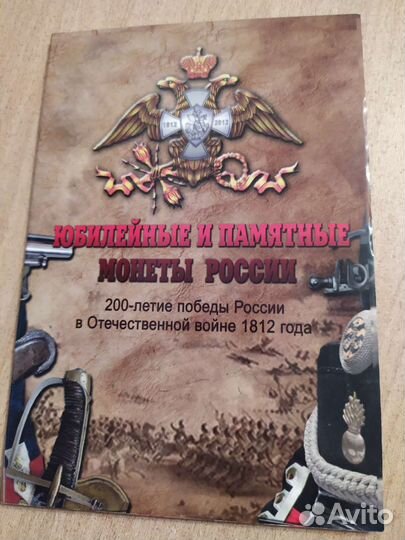 1812 2012
ЮБИЛЕЙНЫЕ И ПАМЯТНЫЕ
МОНЕТЫ РОССИИ
200-летие победы России
в Отечественной войне 1812 года
Avito